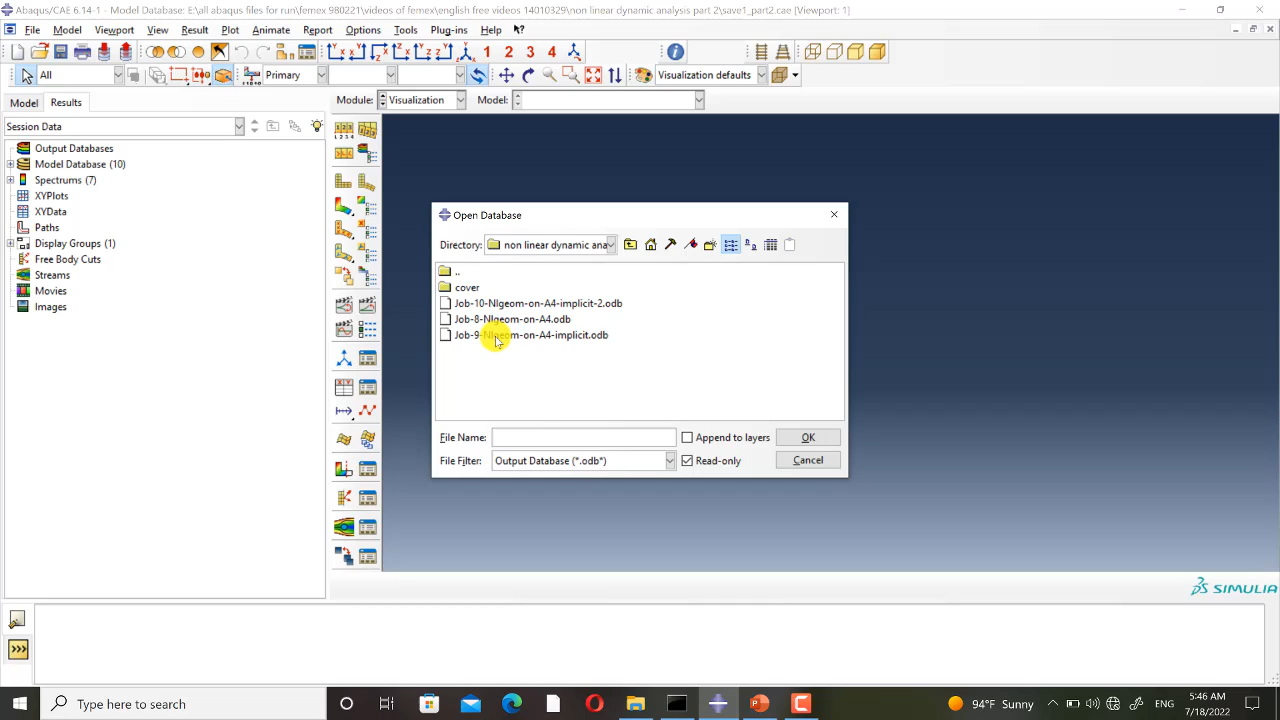 Abaqus/CAE 6.14-1 - Model Database: E:\all abaqus files for run\femex 980221\videos of femex\english free videos 14010329\non linear dynamic analysis part 2\save1_part2.cae [Viewport: 1]
File Model Viewport View Result Plot Animate Report Options Tools Plug-ins Help
1 2 3 4
All Primary Visualization defaults
Model Results Module: Visualization Model:
Session Data
Output Databases
Model Database (10)
Spectrums (7)
XYPlots
XYData
Paths
Display Groups (1)
Free Body Cuts
Streams
Movies
Images
Open Database
Directory: non linear dynamic ana
..
cover
Job-10-Nlgeom-on-A4-implicit-2.odb
Job-8-Nlgeom-on-A4.odb
Job-9-Nlgeom-on-A4-implicit.odb
File Name: Append to layers OK
File Filter: Output Database (*.odb*) Read-only Cancel
SIMULIA
>>>
Type here to search
94°F Sunny
ENG
5:46 AM
7/18/2022